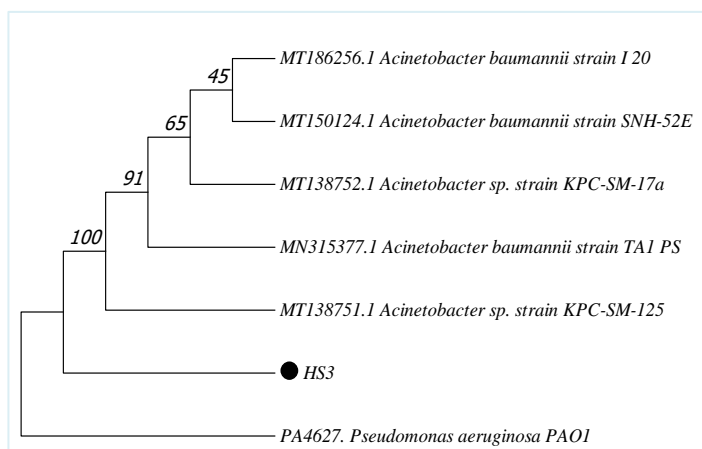 MT186256.1 Acinetobacter baumannii strain I 20
45
MT150124.1 Acinetobacter baumannii strain SNH-52E
65
MT138752.1 Acinetobacter sp. strain KPC-SM-17a
91
MN315377.1 Acinetobacter baumannii strain TA1 PS
100
MT138751.1 Acinetobacter sp. strain KPC-SM-125
HS3
PA4627. Pseudomonas aeruginosa PAO1